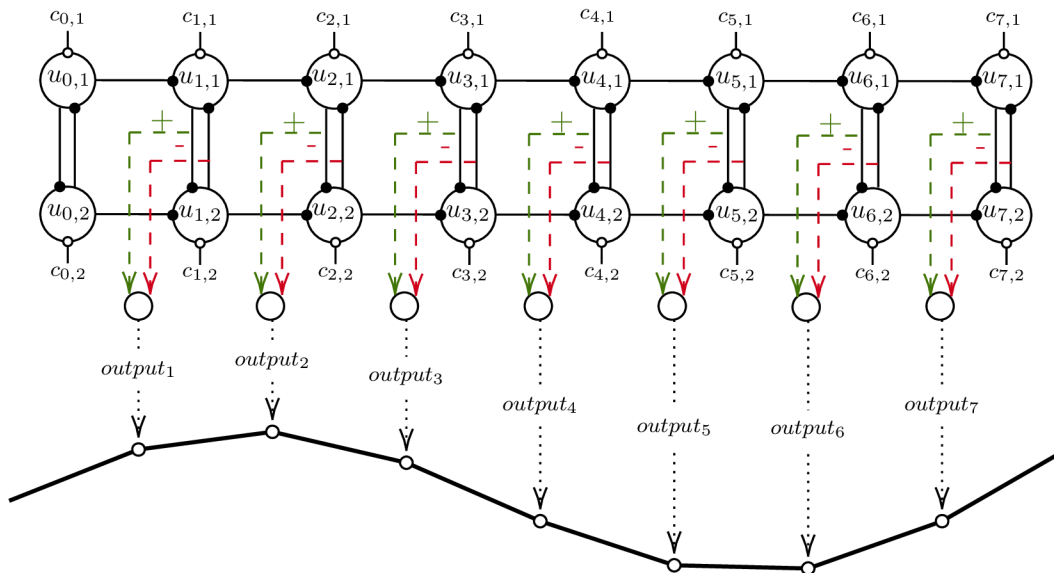 c0,1 c1,1 c2,1 c3,1 c4,1 c5,1 c6,1 c7,1
u0,1 u1,1 u2,1 u3,1 u4,1 u5,1 u6,1 u7,1
+ + + + + + +
- - - - - - -
u0,2 u1,2 u2,2 u3,2 u4,2 u5,2 u6,2 u7,2
c0,2 c1,2 c2,2 c3,2 c4,2 c5,2 c6,2 c7,2
output1 output2 output3 output4 output5 output6 output7